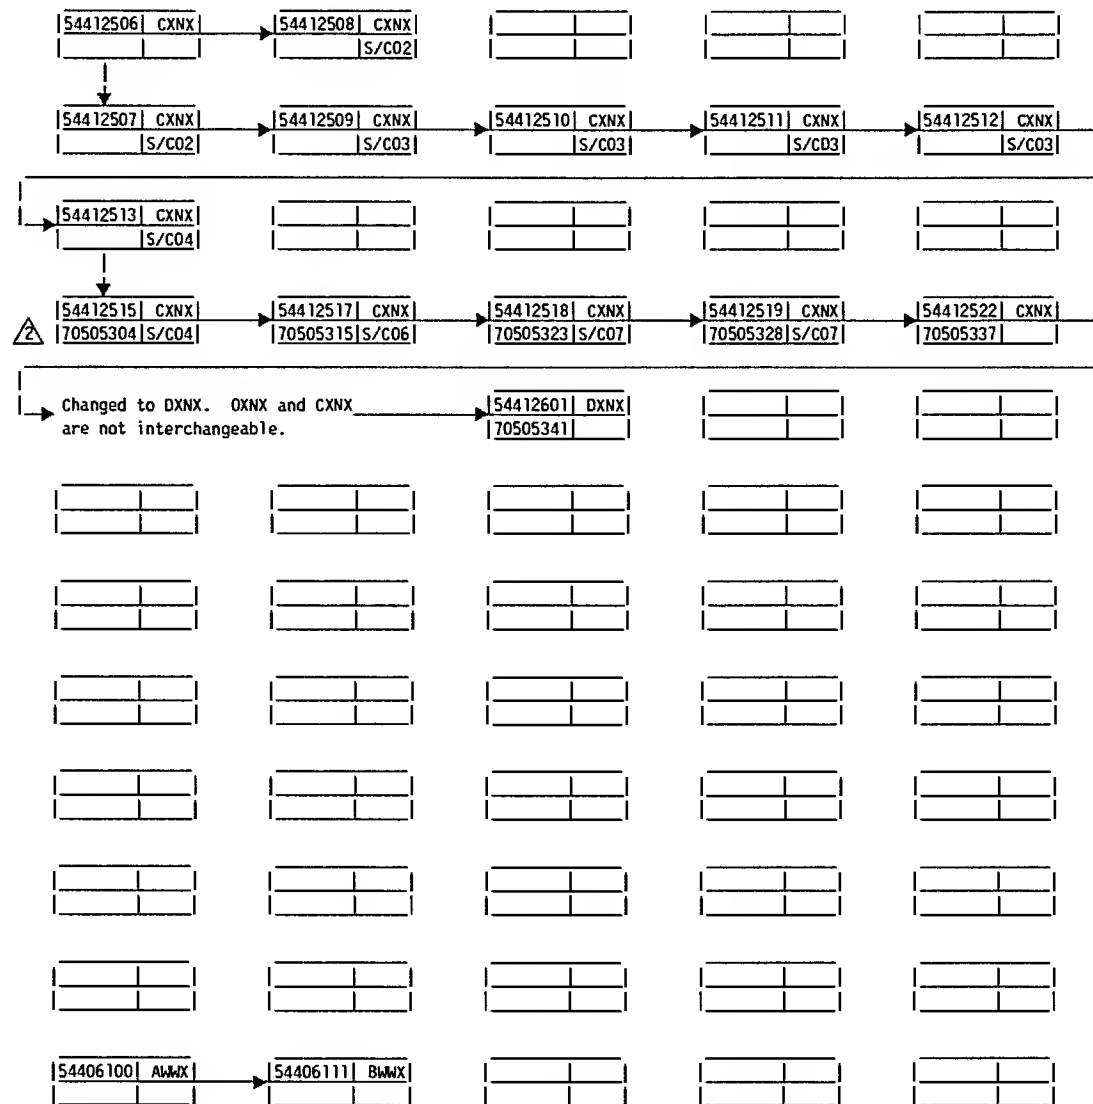 54412506 CXNX 54412508 CXNX
S/C02
54412507 CXNX 54412509 CXNX 54412510 CXNX 54412511 CXNX 54412512 CXNX
S/C02 S/C03 S/C03 S/CD3 S/C03
54412513 CXNX
S/C04
54412515 CXNX 54412517 CXNX 54412518 CXNX 54412519 CXNX 54412522 CXNX
2 70505304 S/C04 70505315 S/C06 70505323 S/C07 70505328 S/C07 70505337
Changed to DXNX. OXNX and CXNX 54412601 DXNX
are not interchangeable. 70505341
54406100 AWWX 54406111 BWWX